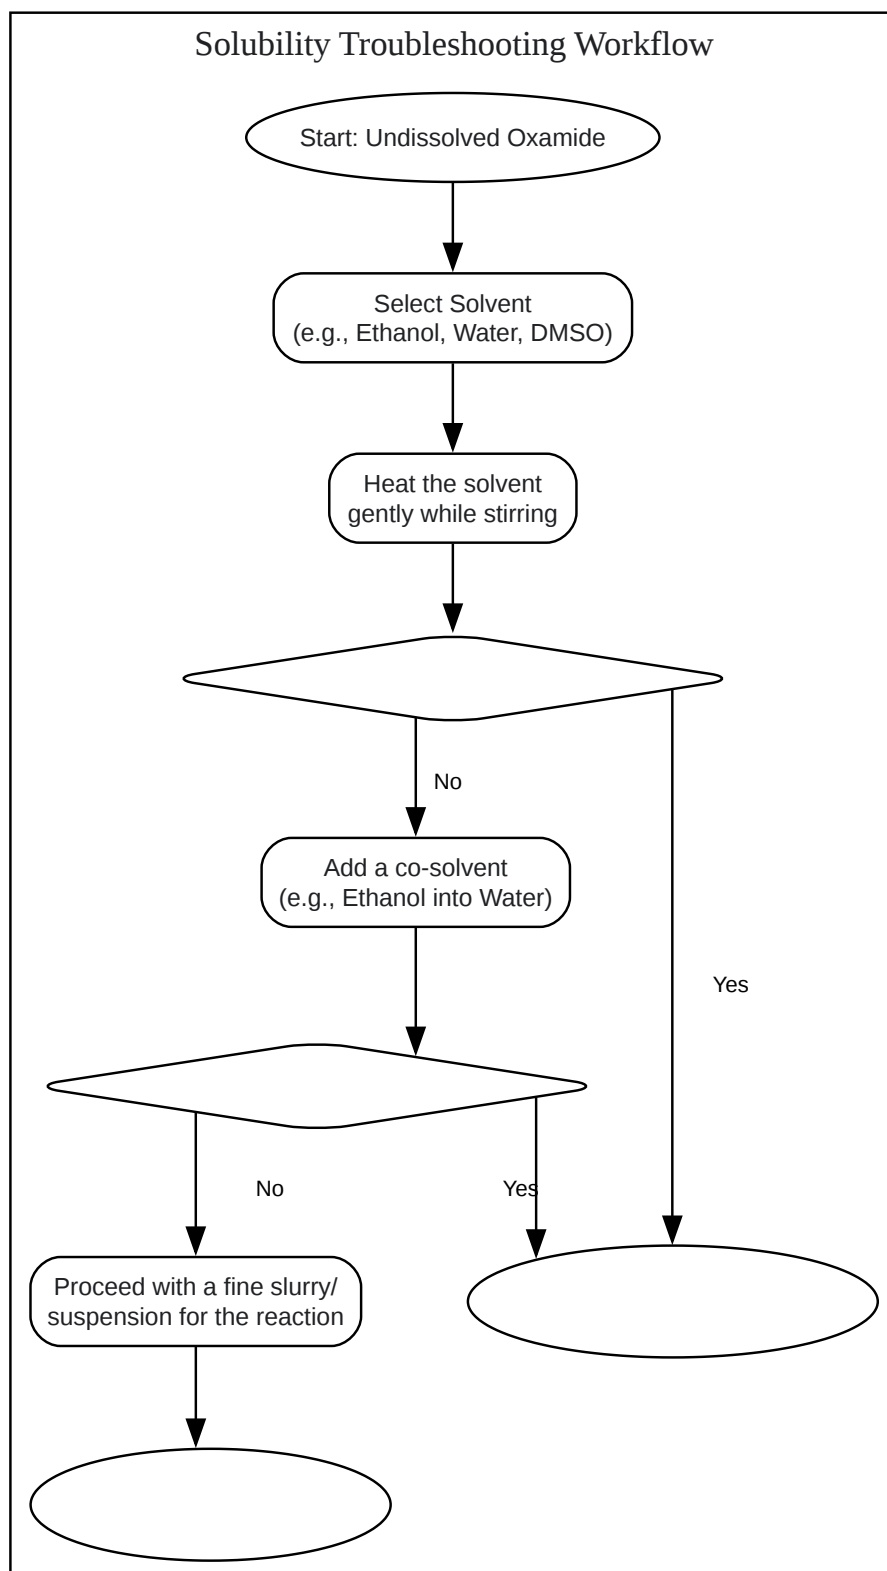 Solubility Troubleshooting Workflow
Start: Undissolved Oxamide
Select Solvent
(e.g., Ethanol, Water, DMSO)
Heat the solvent
gently while stirring
No
Add a co-solvent
(e.g., Ethanol into Water)
Yes
No
Yes
Proceed with a fine slurry/
suspension for the reaction